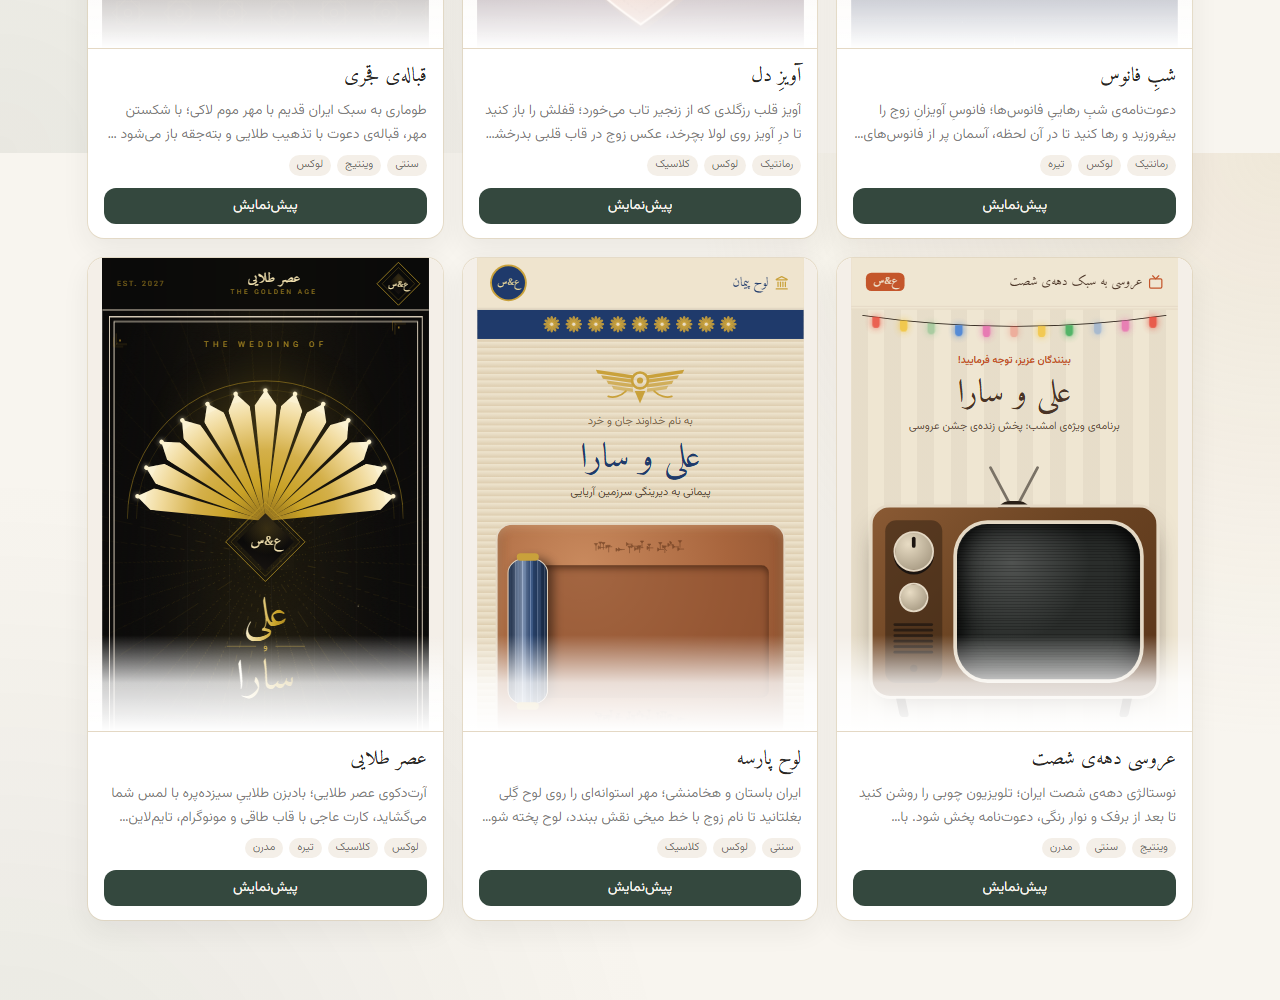 شبِ فانوس
دعوت‌نامه‌ی شبِ رهاییِ فانوس‌ها؛ فانوسِ آویزانِ زوج را
بیفروزید و رها کنید تا در آن لحظه، آسمان پر از فانوس‌های...
رمانتیک
لوکس
تیره
پیش‌نمایش
آویزِ دل
آویز قلب رزگلدی که از زنجیر تاب می‌خورد؛ قفلش را باز کنید
تا درِ آویز روی لولا بچرخد، عکس زوج در قاب قلبی بدرخشد...
رمانتیک
لوکس
کلاسیک
پیش‌نمایش
قباله‌ی قجری
طوماری به سبک ایران قدیم با مهر موم لاکی؛ با شکستن
مهر، قباله‌ی دعوت با تذهیب طلایی و بته‌جقه باز می‌شود ...
سنتی
وینتیج
لوکس
پیش‌نمایش
عروسی به سبک دهه‌ی شصت
ع&س
بینندگان عزیز، توجه فرمایید!
علی و سارا
برنامه‌ی ویژه‌ی امشب: پخش زنده‌ی جشن عروسی
عروسی دهه‌ی شصت
نوستالژی دهه‌ی شصت ایران؛ تلویزیون چوبی را روشن کنید
تا بعد از برفک و نوار رنگی، دعوت‌نامه پخش شود. با...
وینتیج
سنتی
مدرن
پیش‌نمایش
لوح پیمان
ع&س
به نام خداوند جان و خرد
علی و سارا
پیمانی به دیرینگی سرزمین آریایی
لوح پارسه
ایران باستان و هخامنشی؛ مهر استوانه‌ای را روی لوح گِلی
بغلتانید تا نام زوج با خط میخی نقش ببندد، لوح پخته شو...
سنتی
لوکس
کلاسیک
پیش‌نمایش
ع&س
عصر طلایی
THE GOLDEN AGE
EST. 2027
THE WEDDING OF
ع&س
علی
و
سارا
عصر طلایی
آرت‌دکوی عصر طلایی؛ بادبزن طلاییِ سیزده‌پره با لمس شما
می‌گشاید، کارت عاجی با قاب طاقی و مونوگرام، تایم‌لاین...
لوکس
کلاسیک
تیره
مدرن
پیش‌نمایش